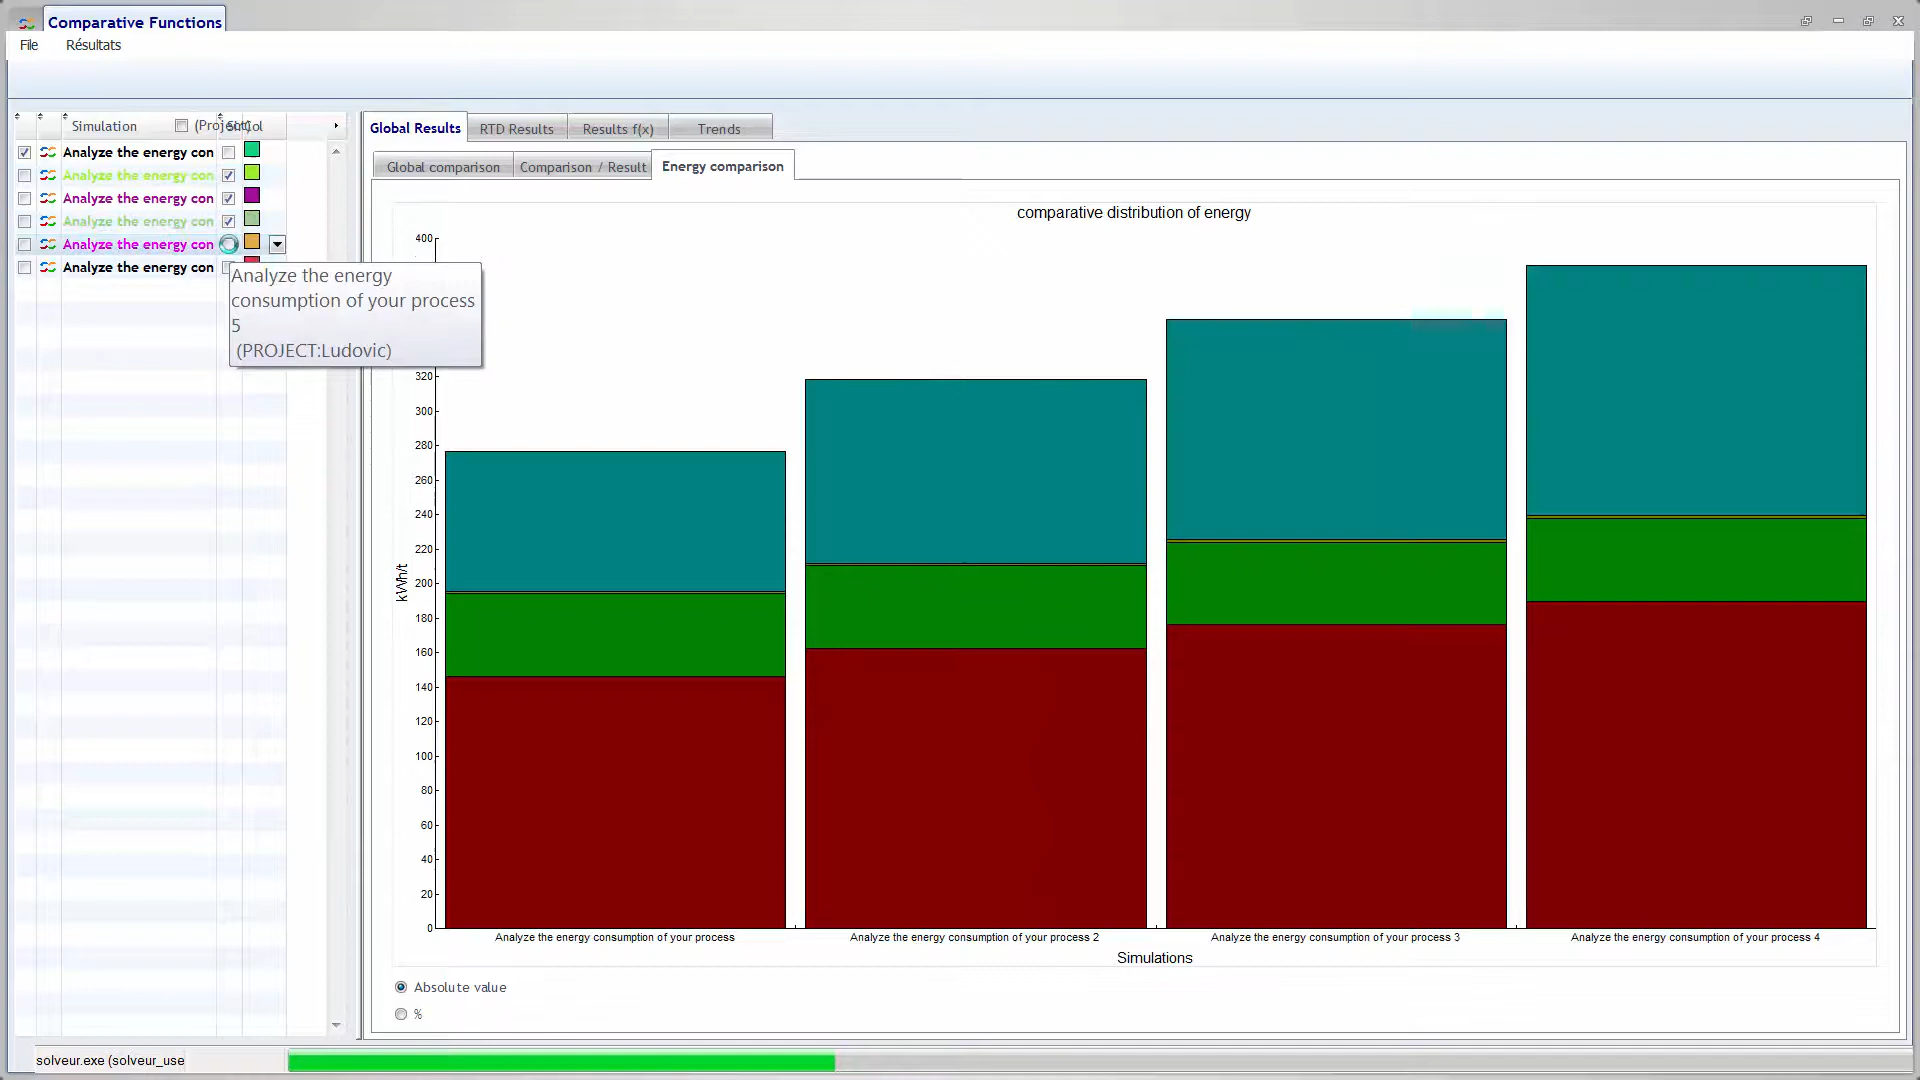 Comparative Functions
File Résultats
Simulation (Project) Col
Global Results RTD Results Results f(x) Trends
Global comparison Comparison / Result Energy comparison
Analyze the energy con
Analyze the energy con
Analyze the energy con
Analyze the energy con
Analyze the energy con
Analyze the energy con
Analyze the energy
consumption of your process
5
(PROJECT:Ludovic)
comparative distribution of energy
400
320
300
280
260
240
220
200
180
160
140
120
100
80
60
40
20
0
kWh/t
Analyze the energy consumption of your process
Analyze the energy consumption of your process 2
Analyze the energy consumption of your process 3
Analyze the energy consumption of your process 4
Simulations
Absolute value
%
solveur.exe (solveur_use